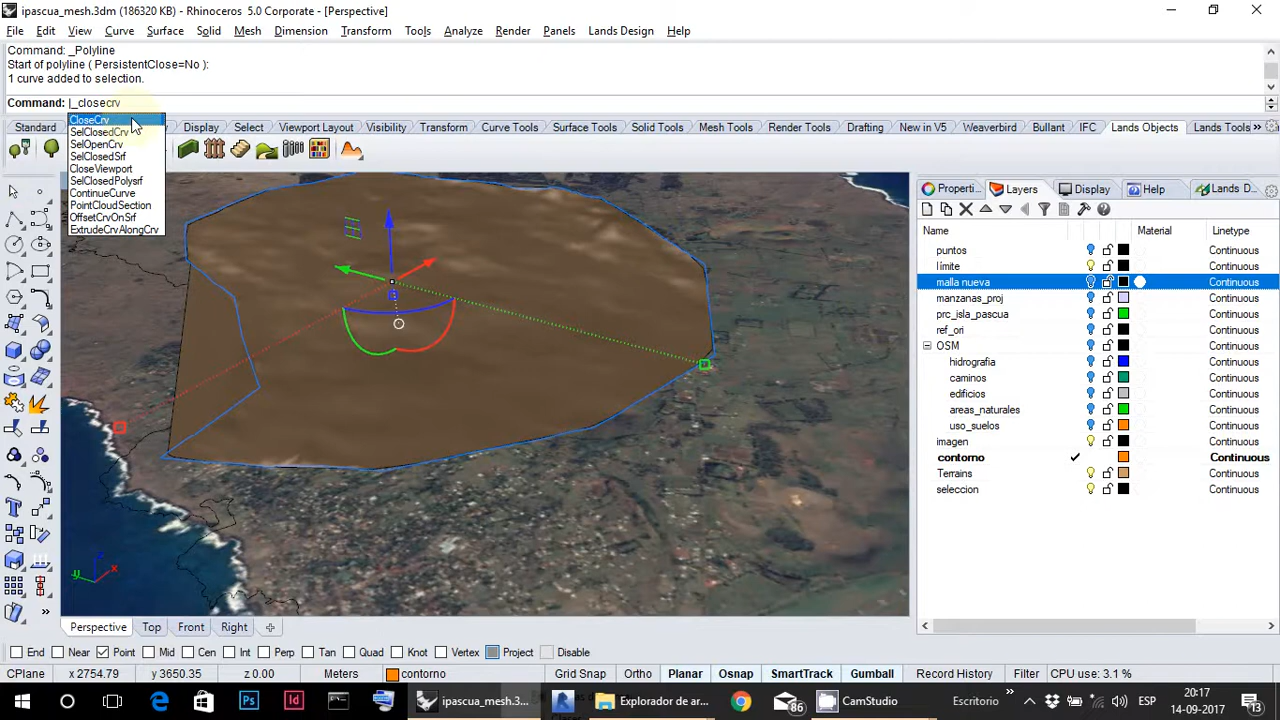 ipascua_mesh.3dm (186320 KB) - Rhinoceros 5.0 Corporate - [Perspective]
File Edit View Curve Surface Solid Mesh Dimension Transform Tools Analyze Render Panels Lands Design Help
Command: _Polyline
Start of polyline ( PersistentClose=No ):
1 curve added to selection.
Command: _closecrv
CloseCrv
SelClosedCrv
SelOpenCrv
SelClosedSrf
CloseViewport
SelClosedPolysrf
ContinueCurve
PointCloudSection
OffsetCrvOnSrf
ExtrudeCrvAlongCrv
Standard Display Select Viewport Layout Visibility Transform Curve Tools Surface Tools Solid Tools Mesh Tools Render Tools Drafting New in V5 Weaverbird Bullant IFC Lands Objects Lands Tools »
Properti... Layers Display Help Lands D...
Name Material Linetype
puntos Continuous
límite Continuous
malla nueva Continuous
manzanas_proj Continuous
prc_isla_pascua Continuous
ref_ori Continuous
OSM Continuous
hidrografia Continuous
caminos Continuous
edificios Continuous
areas_naturales Continuous
uso_suelos Continuous
imagen Continuous
contorno Continuous
Terrains Continuous
seleccion Continuous
z x y
Perspective Top Front Right
End Near Point Mid Cen Int Perp Tan Quad Knot Vertex Project Disable
CPlane x 2754.79 y 3650.35 z 0.00 Meters contorno Grid Snap Ortho Planar Osnap SmartTrack Gumball Record History Filter CPU use: 3.1 %
ipascua_mesh.3... Explorador de ar... 86 CamStudio Escritorio » ESP 20:17
14-09-2017 13